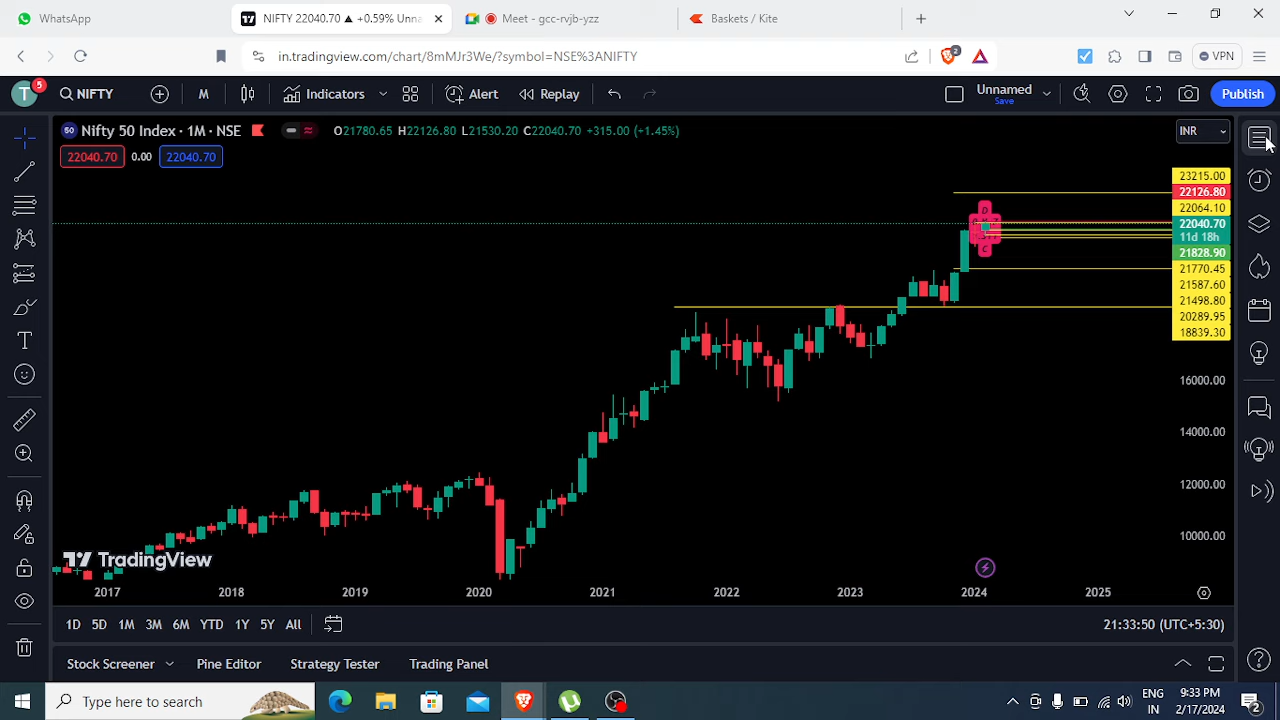 WhatsApp
NIFTY 22040.70 ▲ +0.59% Unna
Meet - gcc-rvjb-yzz
Baskets / Kite
in.tradingview.com/chart/8mMJr3We/?symbol=NSE%3ANIFTY
2
VPN
T
5
NIFTY
M
Indicators
Alert
Replay
Unnamed
Save
Publish
50
Nifty 50 Index · 1M · NSE
O21780.65 H22126.80 L21530.20 C22040.70 +315.00 (+1.45%)
INR
22040.70
0.00
22040.70
23215.00
22126.80
22064.10
22040.70
11d 18h
21828.90
21770.45
21587.60
21498.80
20289.95
18839.30
16000.00
14000.00
12000.00
10000.00
D
C
TradingView
2017
2018
2019
2020
2021
2022
2023
2024
2025
1D
5D
1M
3M
6M
YTD
1Y
5Y
All
21:33:50 (UTC+5:30)
Stock Screener
Pine Editor
Strategy Tester
Trading Panel
Type here to search
ENG
IN
9:33 PM
2/17/2024
2